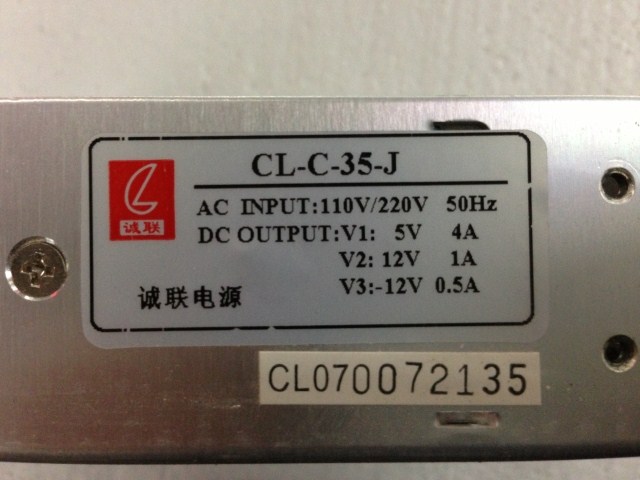 CL-C-35-J
诚联
AC INPUT:110V/220V 50Hz
DC OUTPUT:V1: 5V 4A
V2: 12V 1A
V3:-12V 0.5A
诚联电源
CL070072135